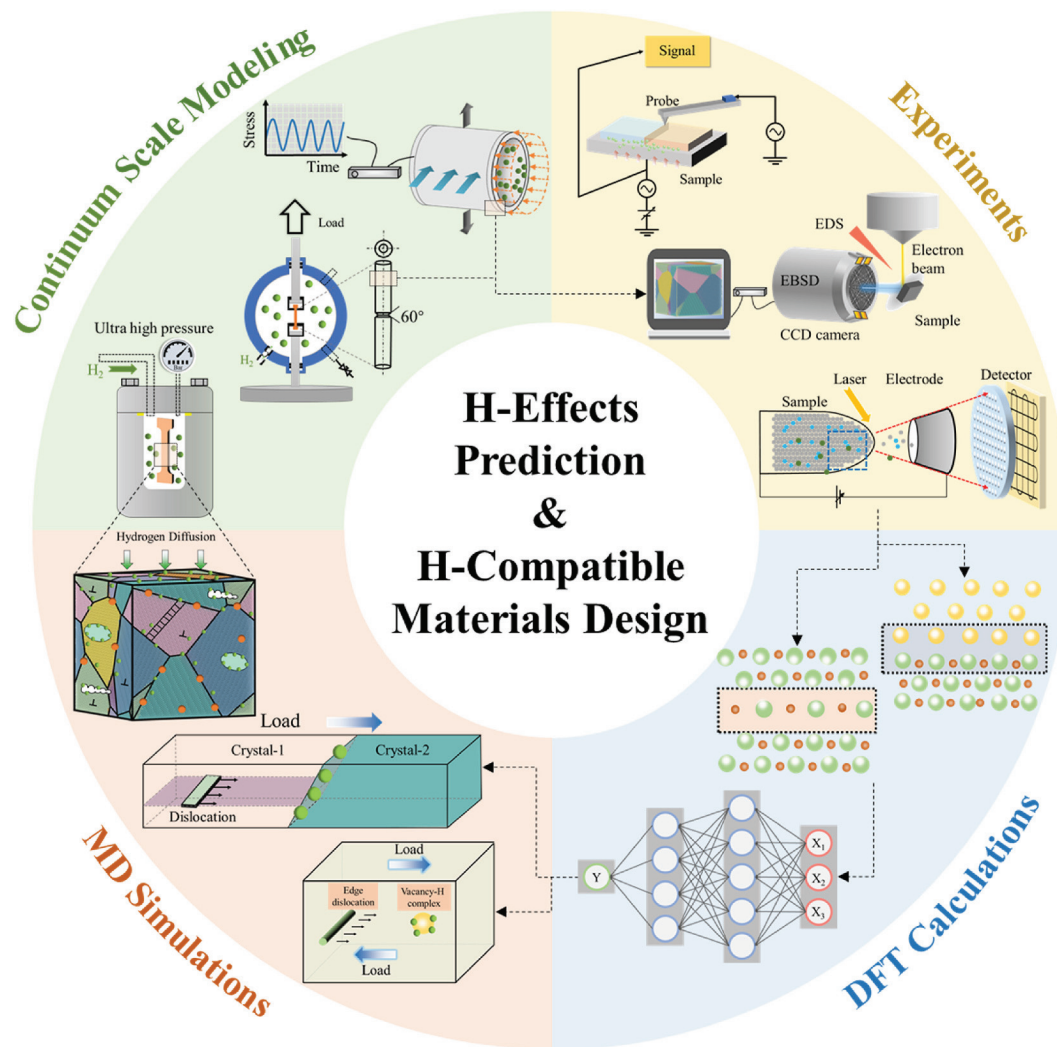 Continuum Scale Modeling
Stress
Time
Load
60°
H₂
Ultra high pressure
H₂
Bar
Experiments
Signal
Probe
Sample
EDS
Electron
beam
EBSD
Sample
CCD camera
Laser
Electrode
Detector
Sample
H-Effects
Prediction
&
H-Compatible
Materials Design
Hydrogen Diffusion
Load
Crystal-1
Crystal-2
Dislocation
Load
Edge
dislocation
Vacancy-H
complex
Load
MD Simulations
Y
X₁
X₂
X₃
DFT Calculations